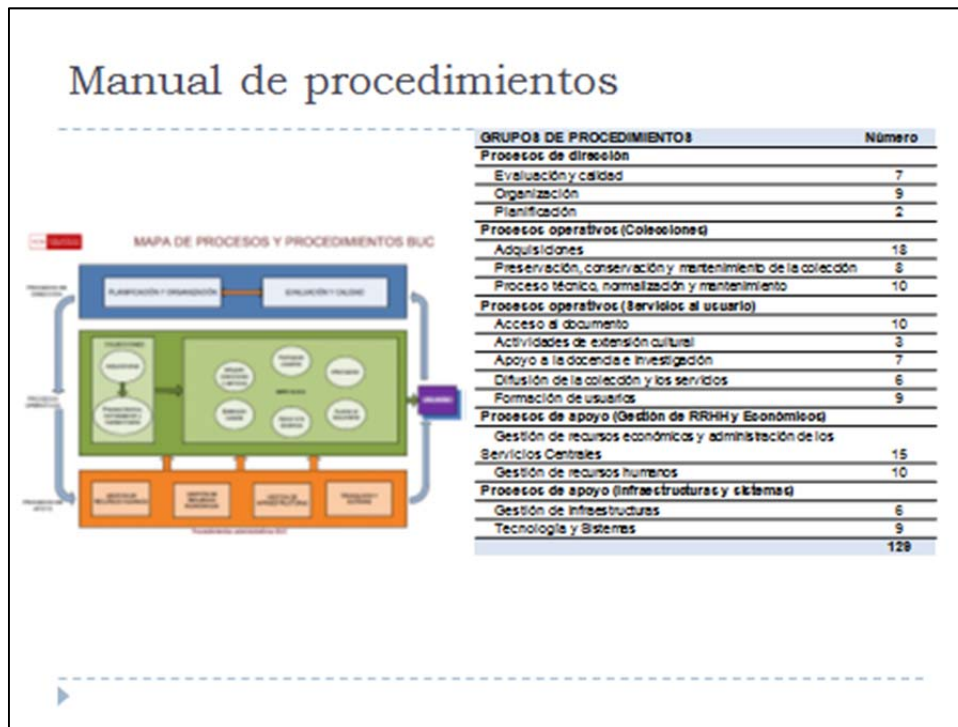 Manual de procedimientos
MAPA DE PROCESOS Y PROCEDIMIENTOS BUC
PLANIFICACIÓN Y ORGANIZACIÓN
EVALUACIÓN Y CALIDAD
GRUPOS DE PROCEDIMIENTOS Número
Procesos de dirección
Evaluación y calidad 7
Organización 9
Planificación 2
Procesos operativos (Colecciones)
Adquisiciones 18
Preservación, conservación y mantenimiento de la colección 8
Proceso técnico, normalización y mantenimiento 10
Procesos operativos (Servicios al usuario)
Acceso al documento 10
Actividades de extensión cultural 3
Apoyo a la docencia e investigación 7
Difusión de la colección y los servicios 6
Formación de usuarios 9
Procesos de apoyo (Gestión de RRHH y Económicos)
Gestión de recursos económicos y administración de los
Servicios Centrales 15
Gestión de recursos humanos 10
Procesos de apoyo (Infraestructuras y sistemas)
Gestión de infraestructuras 6
Tecnología y Sistemas 9
129